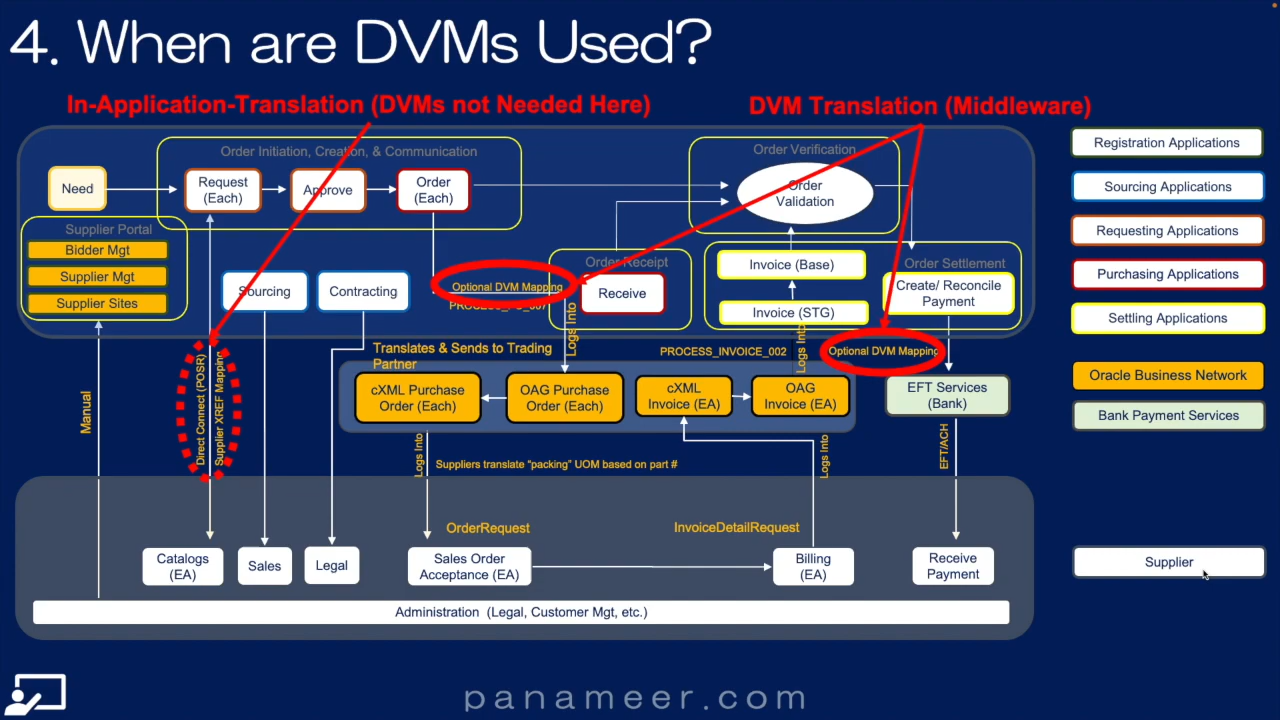 4. When are DVMs Used?
In-Application-Translation (DVMs not Needed Here)
DVM Translation (Middleware)
Order Initiation, Creation, & Communication
Order Verification
Need
Request
(Each)
Approve
Order
(Each)
Order
Validation
Supplier Portal
Bidder Mgt
Supplier Mgt
Supplier Sites
Sourcing
Contracting
Optional DVM Mapping
Order Receipt
Receive
Invoice (Base)
Invoice (STG)
Order Settlement
Create/ Reconcile
Payment
Logs Into
Logs Into
Translates & Sends to Trading
Partner
PROCESS_INVOICE_002
Optional DVM Mapping
Manual
Direct Connect (POSR)
Supplier XREF Mapping
cXML Purchase
Order (Each)
OAG Purchase
Order (Each)
cXML
Invoice (EA)
OAG
Invoice (EA)
EFT Services
(Bank)
Logs Into
Suppliers translate “packing” UOM based on part #
Logs Into
EFT/ACH
OrderRequest
InvoiceDetailRequest
Catalogs
(EA)
Sales
Legal
Sales Order
Acceptance (EA)
Billing
(EA)
Receive
Payment
Administration (Legal, Customer Mgt, etc.)
Registration Applications
Sourcing Applications
Requesting Applications
Purchasing Applications
Settling Applications
Oracle Business Network
Bank Payment Services
Supplier
panameer.com